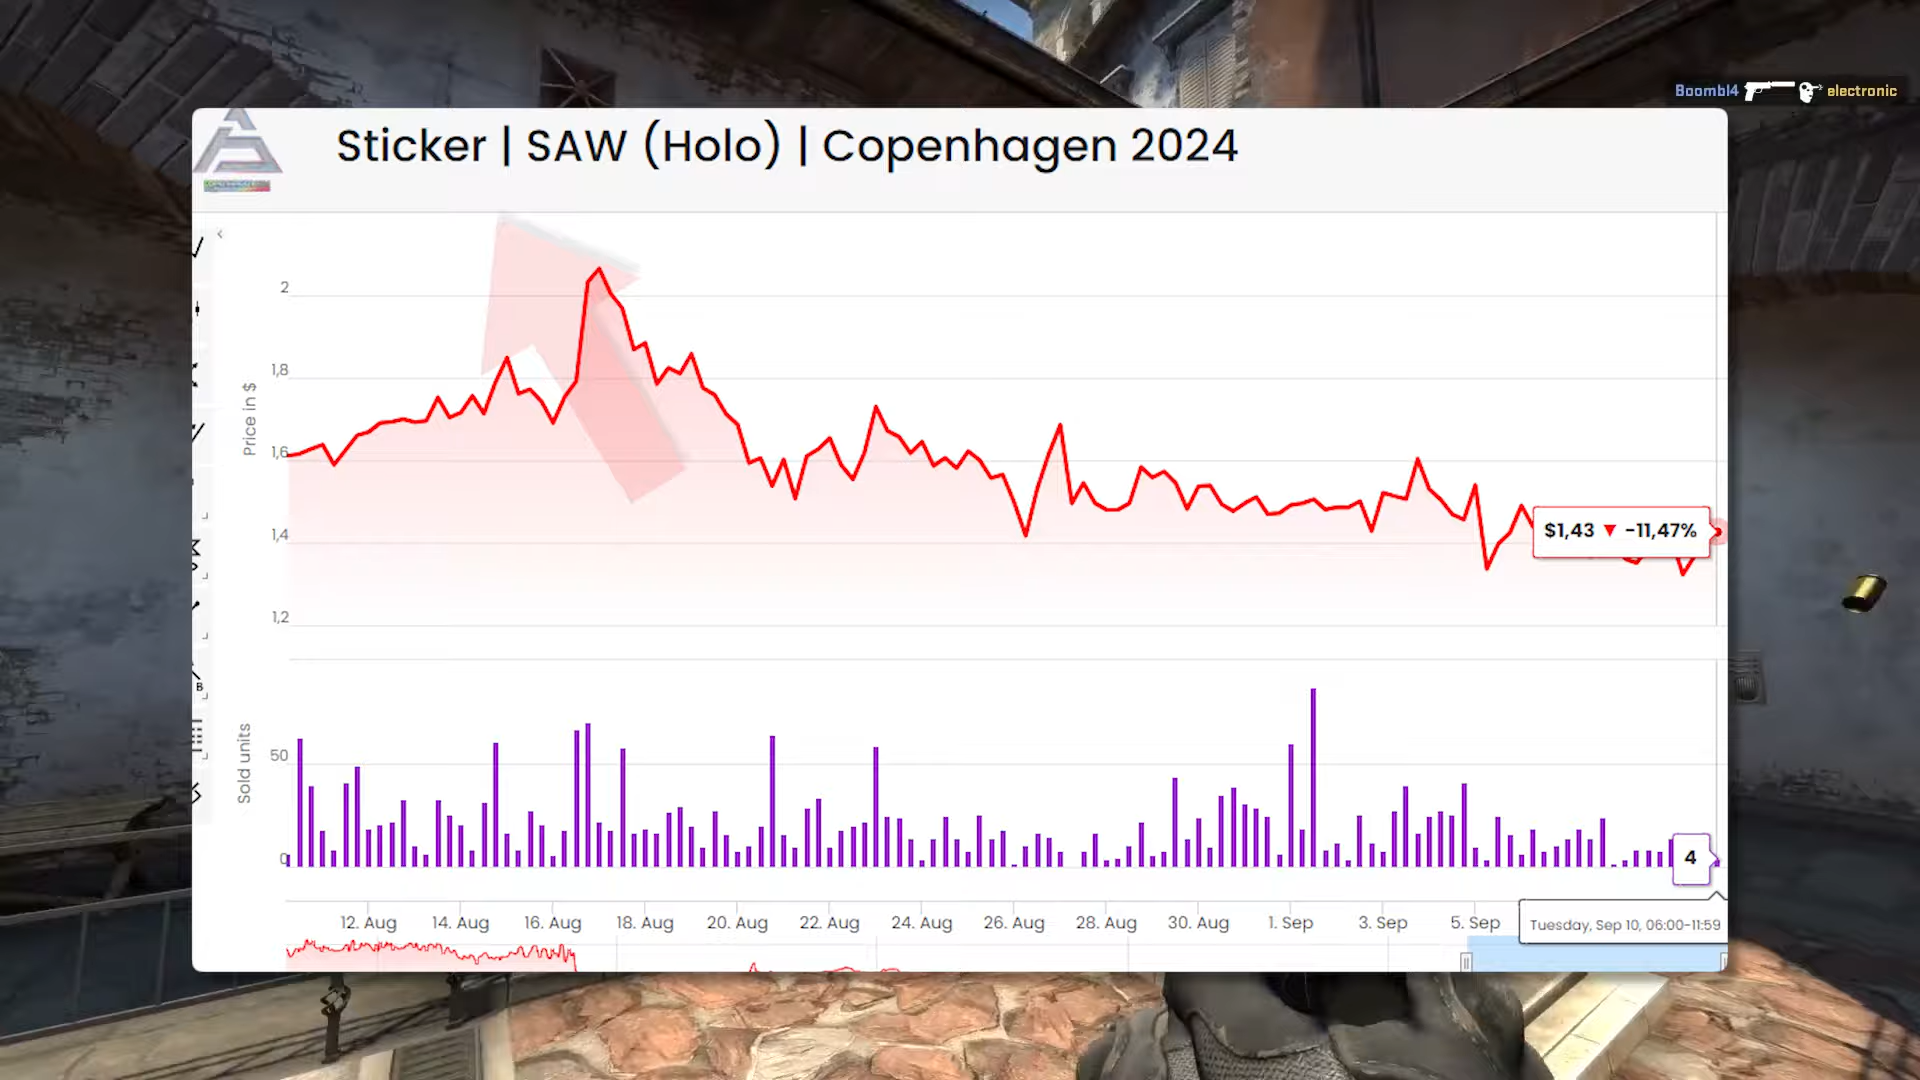 Boombl4 electronic
Sticker | SAW (Holo) | Copenhagen 2024
Price in $
2
1,8
1,6
1,4
1,2
$1,43 ▼ -11,47%
Sold units
50
0
4
B
12. Aug 14. Aug 16. Aug 18. Aug 20. Aug 22. Aug 24. Aug 26. Aug 28. Aug 30. Aug 1. Sep 3. Sep 5. Sep
Tuesday, Sep 10, 06:00-11:59